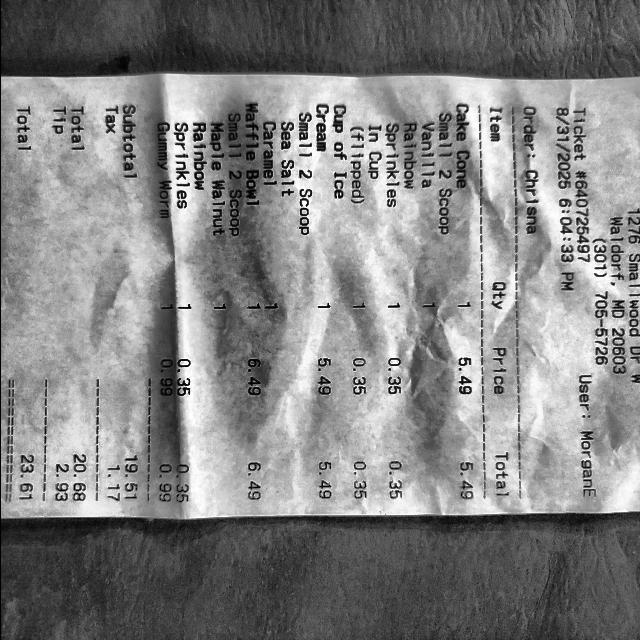 1276 Smallwood Dr W
Waldorf, MD 20603
(301) 705-5726
Ticket #640725497 User: MorganE
8/31/2025 6:04:33 PM
Order: Chrisna
Item Qty Price Total
Cake Cone 1 5.49 5.49
Small 2 Scoop
Vanilla 1
Rainbow
Sprinkles 1 0.35 0.35
In Cup
(flipped) 1 0.35 0.35
Cup of Ice
Cream 1 5.49 5.49
Small 2 Scoop
Sea Salt
Caramel 1
Waffle Bowl 1 6.49 6.49
Small 2 Scoop
Maple Walnut 1
Rainbow
Sprinkles 1 0.35 0.35
Gummy Worm 1 0.99 0.99
Subtotal 19.51
Tax 1.17
Total 20.68
Tip 2.93
Total 23.61